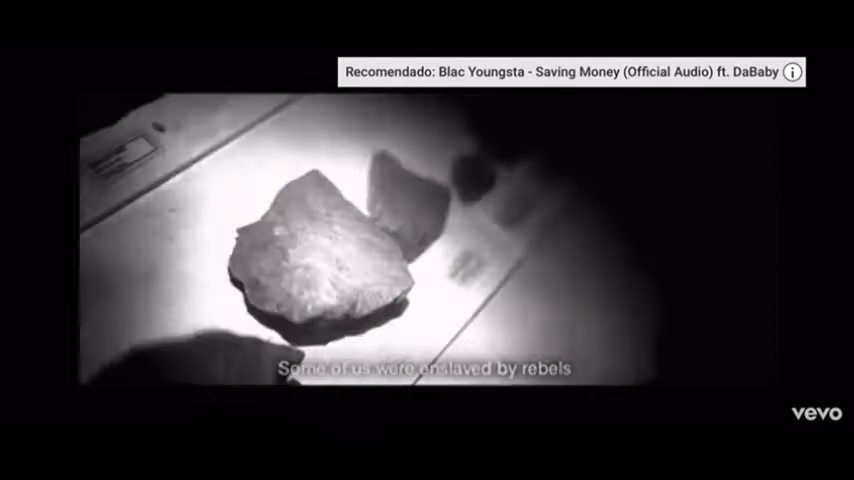 Recomendado: Blac Youngsta - Saving Money (Official Audio) ft. DaBaby
Some of us were enslaved by rebels
vevo